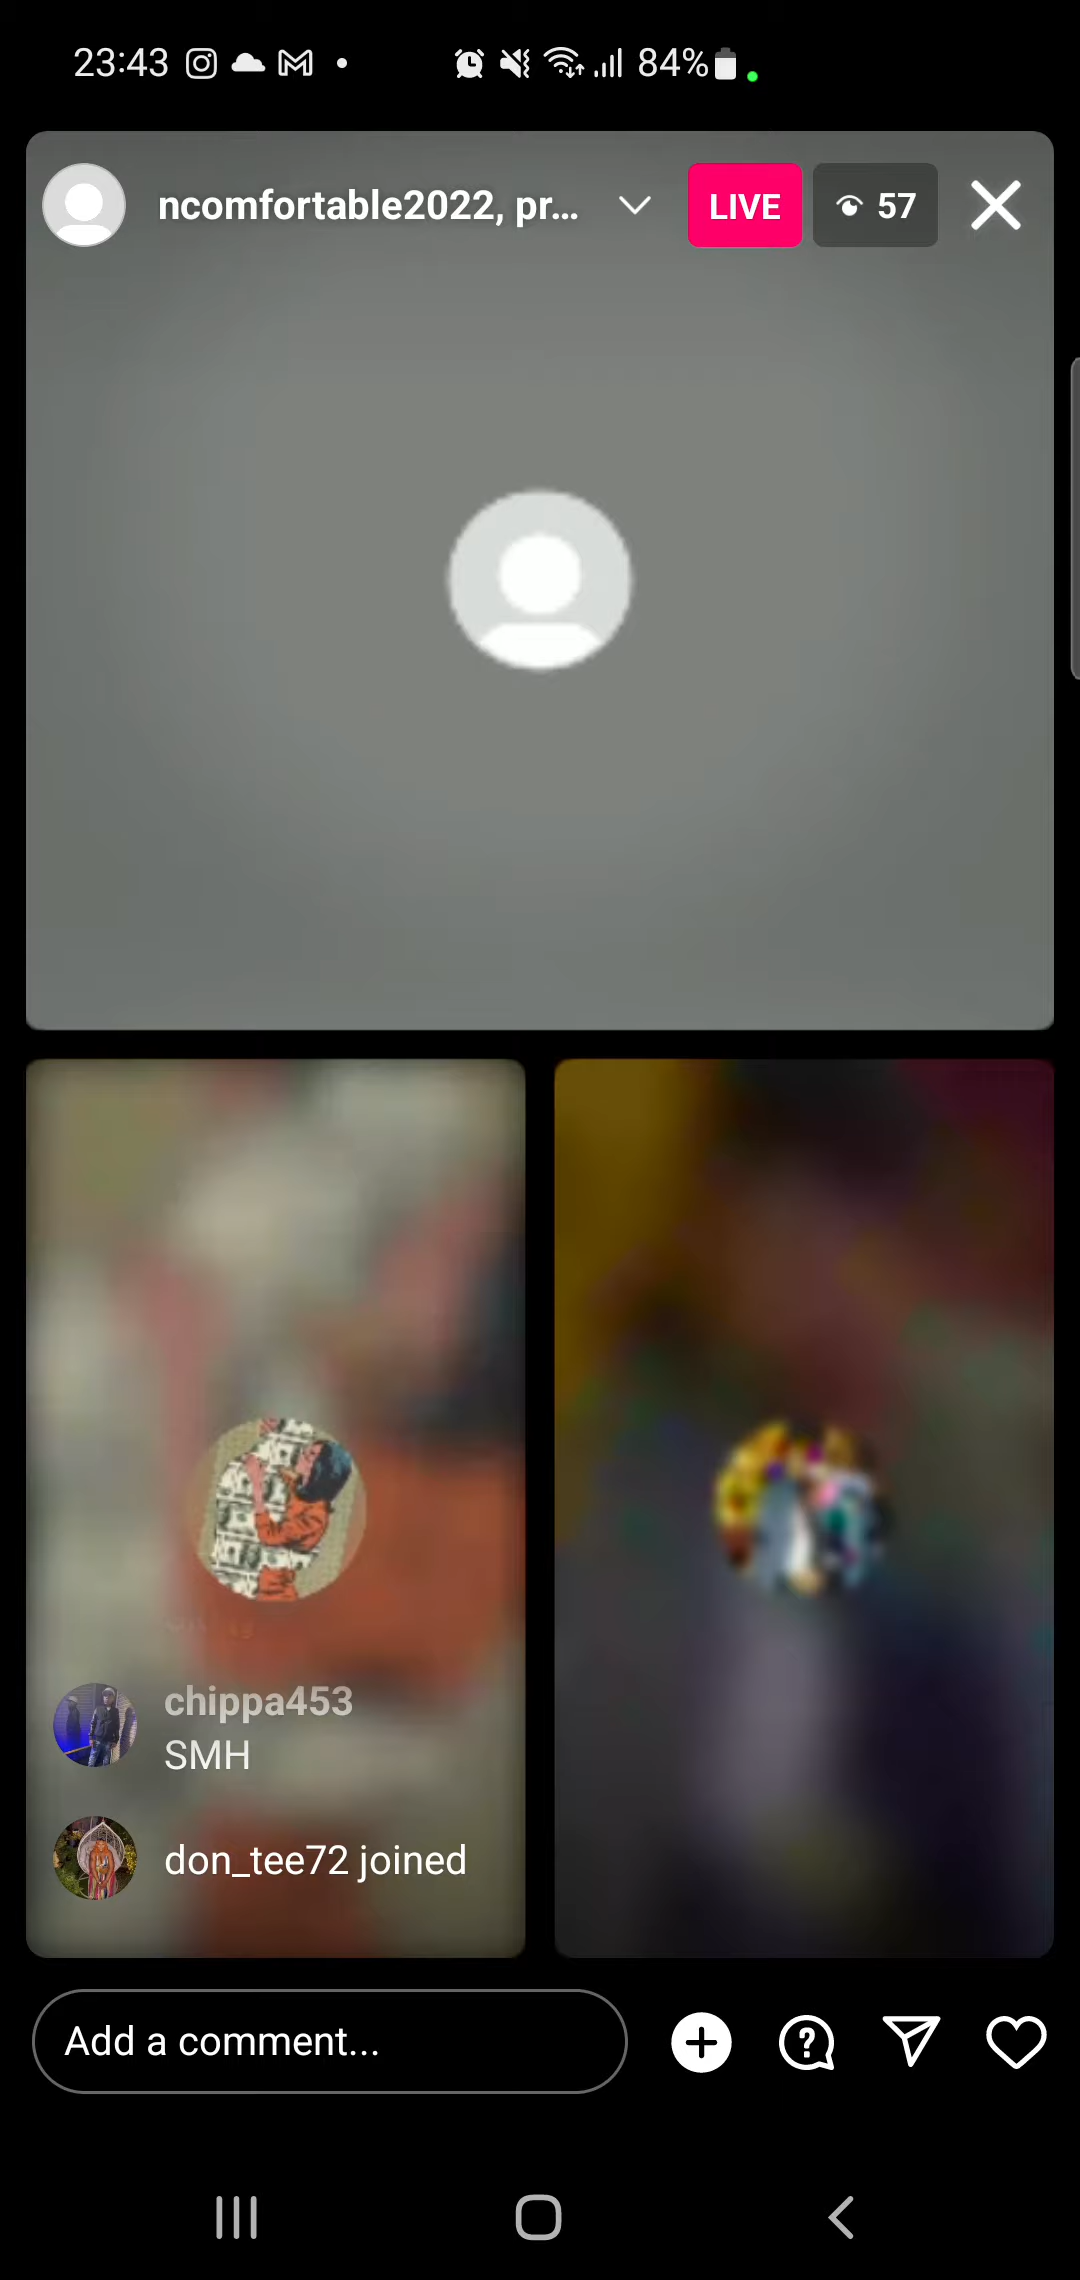 23:43
84%
ncomfortable2022, pr...
LIVE
57
chippa453
SMH
don_tee72 joined
Add a comment...